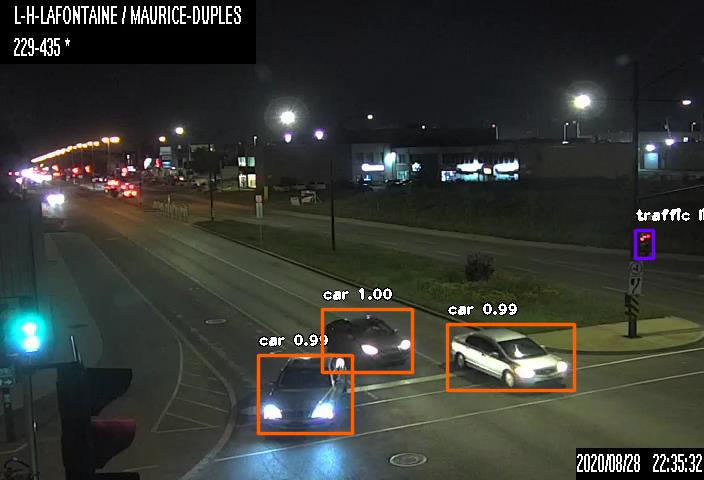 L-H-LAFONTAINE / MAURICE-DUPLES
229-435 *
traffic l
car 1.00
car 0.99
car 0.99
2020/08/28 22:35:32